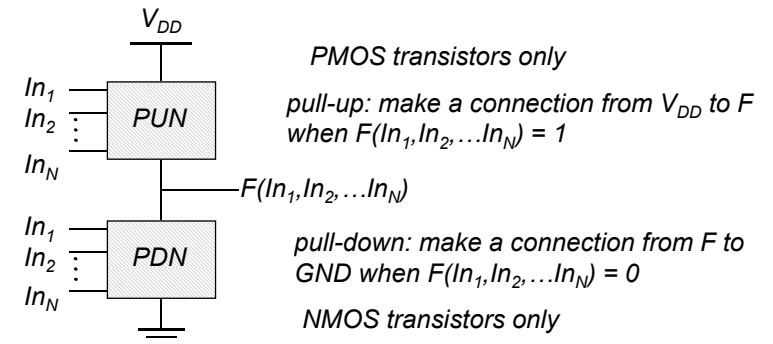 V_DD
PMOS transistors only
In_1
In_2
In_N
PUN
pull-up: make a connection from V_DD to F
when F(In_1,In_2,…In_N) = 1
F(In_1,In_2,…In_N)
In_1
In_2
In_N
PDN
pull-down: make a connection from F to
GND when F(In_1,In_2,…In_N) = 0
NMOS transistors only